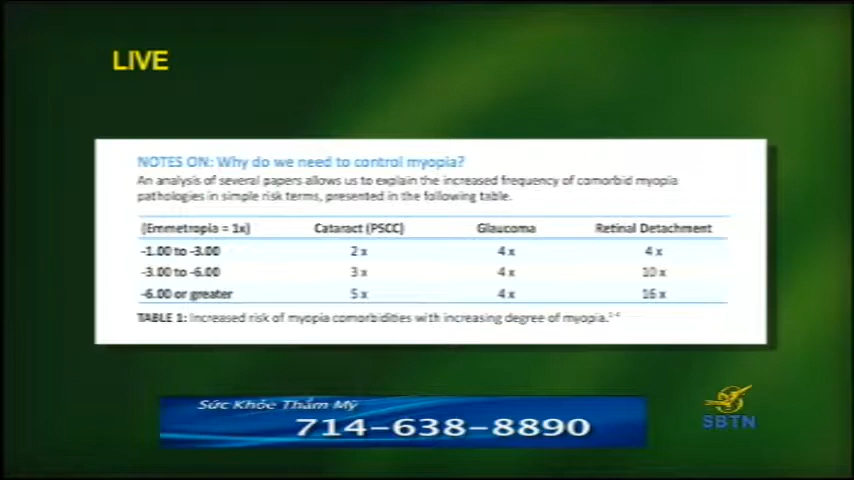 LIVE
NOTES ON: Why do we need to control myopia?
An analysis of several papers allows us to explain the increased frequency of comorbid myopia
pathologies in simple risk terms, presented in the following table.
(Emmetropia = 1x) Cataract (PSCC) Glaucoma Retinal Detachment
-1.00 to -3.00 2 x 4 x 4 x
-3.00 to -6.00 3 x 4 x 10 x
-6.00 or greater 5 x 4 x 16 x
TABLE 1: Increased risk of myopia comorbidities with increasing degree of myopia.
Sức Khỏe Thẩm Mỹ
714-638-8890
SBTN